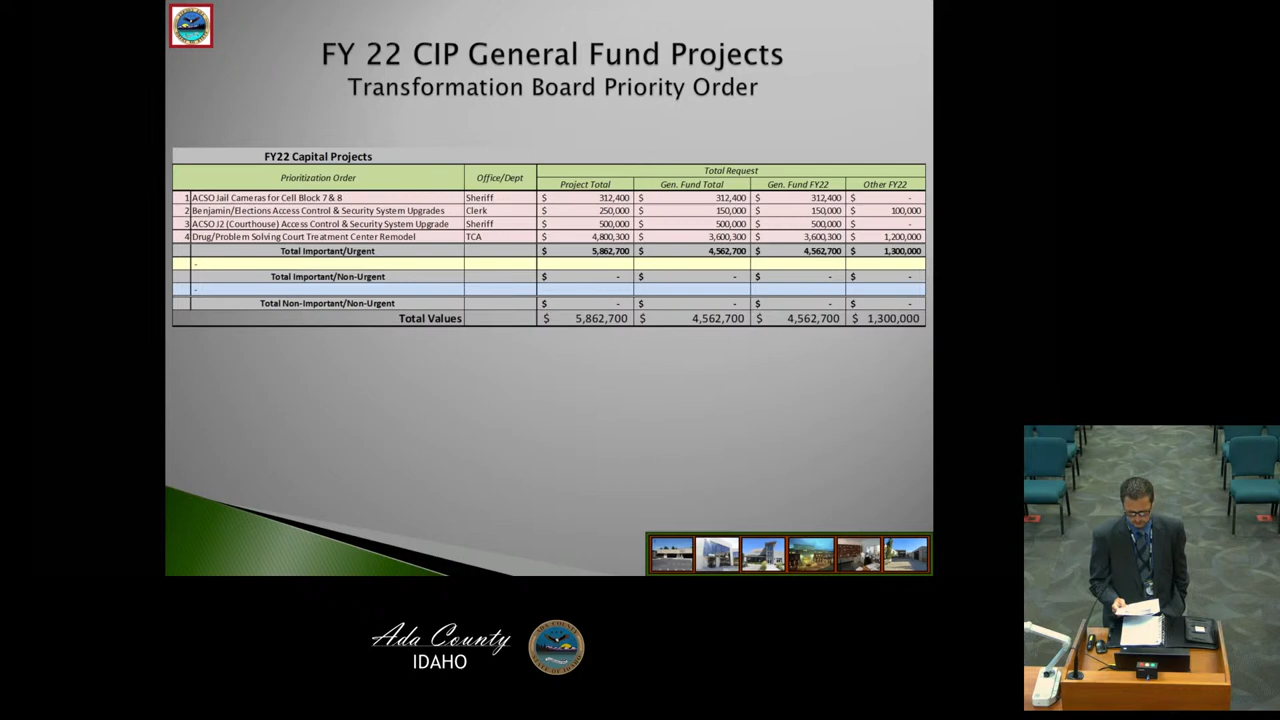 FY 22 CIP General Fund Projects
Transformation Board Priority Order
FY22 Capital Projects
Prioritization Order Office/Dept Total Request
Project Total Gen. Fund Total Gen. Fund FY22 Other FY22
1 ACSO Jail Cameras for Cell Block 7 & 8 Sheriff $ 312,400 $ 312,400 $ 312,400 $ -
2 Benjamin/Elections Access Control & Security System Upgrades Clerk $ 250,000 $ 150,000 $ 150,000 $ 100,000
3 ACSO J2 (Courthouse) Access Control & Security System Upgrade Sheriff $ 500,000 $ 500,000 $ 500,000 $ -
4 Drug/Problem Solving Court Treatment Center Remodel TCA $ 4,800,300 $ 3,600,300 $ 3,600,300 $ 1,200,000
Total Important/Urgent $ 5,862,700 $ 4,562,700 $ 4,562,700 $ 1,300,000
-
Total Important/Non-Urgent $ - $ - $ - $ -
-
Total Non-Important/Non-Urgent $ - $ - $ - $ -
Total Values $ 5,862,700 $ 4,562,700 $ 4,562,700 $ 1,300,000
Ada County
IDAHO